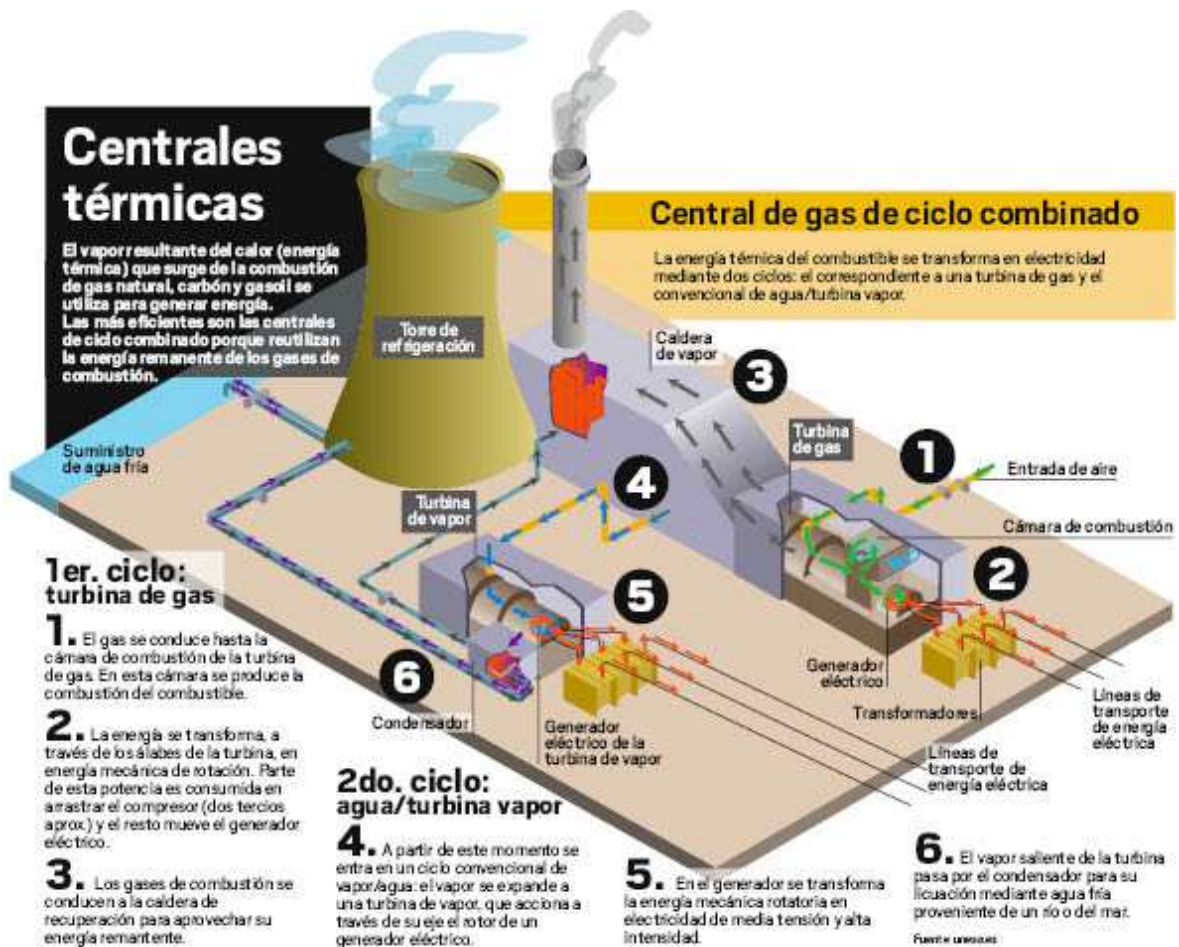 Centrales
térmicas
El vapor resultante del calor (energía
térmica) que surge de la combustión
de gas natural, carbón y gasoil se
utiliza para generar energía.
Las más eficientes son las centrales
de ciclo combinado porque reutilizan
la energía remanente de los gases de
combustión.
Central de gas de ciclo combinado
La energía térmica del combustible se transforma en electricidad
mediante dos ciclos: el correspondiente a una turbina de gas y el
convencional de agua/turbina vapor.
Torre de
refrigeración
Caldera
de vapor
3
Turbina
de gas
1
Entrada de aire
Suministro
de agua fría
4
Turbina
de vapor
Cámara de combustión
2
5
6
Generador
eléctrico
Condensador
Generador
eléctrico de la
turbina de vapor
Transformadores
Líneas de
transporte
de energía
eléctrica
Líneas de
transporte de
energía eléctrica
1er. ciclo:
turbina de gas
1. El gas se conduce hasta la
cámara de combustión de la turbina
de gas. En esta cámara se produce la
combustión del combustible.
2. La energía se transforma, a
través de los álabes de la turbina, en
energía mecánica de rotación. Parte
de esta potencia es consumida en
arrastrar el compresor (dos tercios
aprox.) y el resto mueve el generador
eléctrico.
3. Los gases de combustión se
conducen a la caldera de
recuperación para aprovechar su
energía remantente.
2do. ciclo:
agua/turbina vapor
4. A partir de este momento se
entra en un ciclo convencional de
vapor/agua: el vapor se expande a
una turbina de vapor, que acciona a
través de su eje el rotor de un
generador eléctrico.
5. En el generador se transforma
la energía mecánica rotatoria en
electricidad de media tensión y alta
intensidad.
6. El vapor saliente de la turbina
pasa por el condensador para su
licuación mediante agua fría
proveniente de un río o del mar.
Fuente